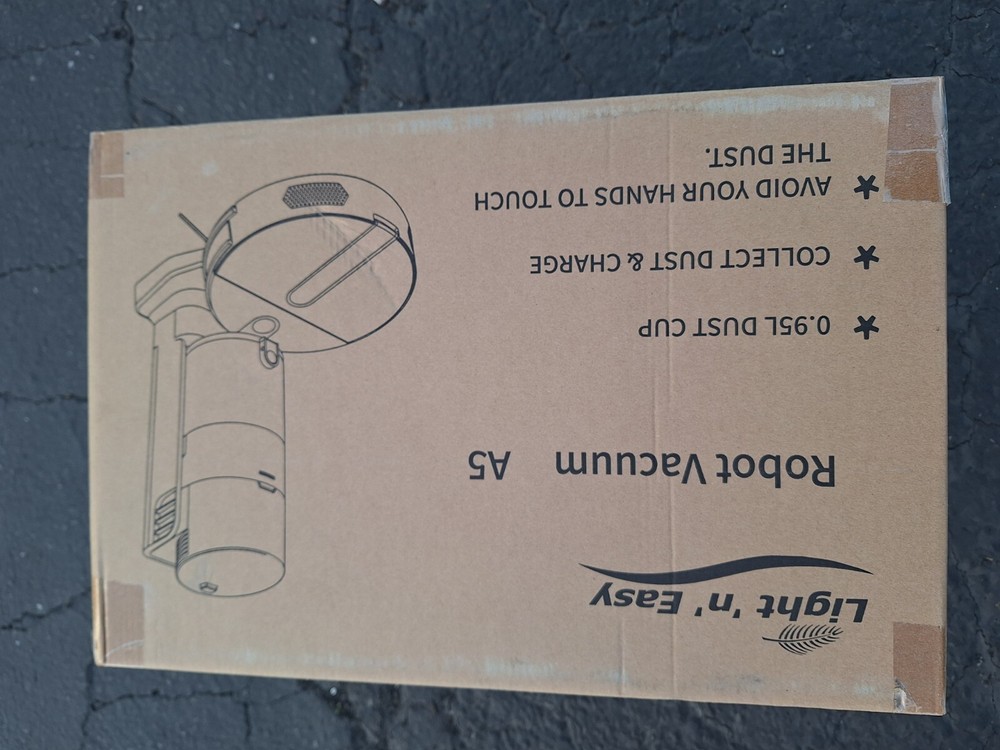 Light 'n' Easy
Robot Vacuum A5
0.95L DUST CUP
COLLECT DUST & CHARGE
AVOID YOUR HANDS TO TOUCH
THE DUST.